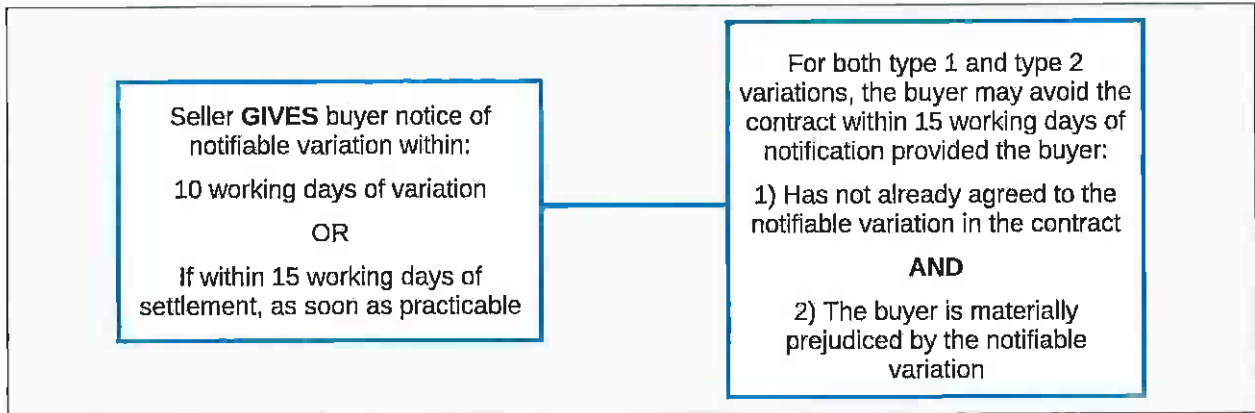 Seller GIVES buyer notice of
notifiable variation within:
10 working days of variation
OR
If within 15 working days of
settlement, as soon as practicable
For both type 1 and type 2
variations, the buyer may avoid the
contract within 15 working days of
notification provided the buyer:
1) Has not already agreed to the
notifiable variation in the contract
AND
2) The buyer is materially
prejudiced by the notifiable
variation